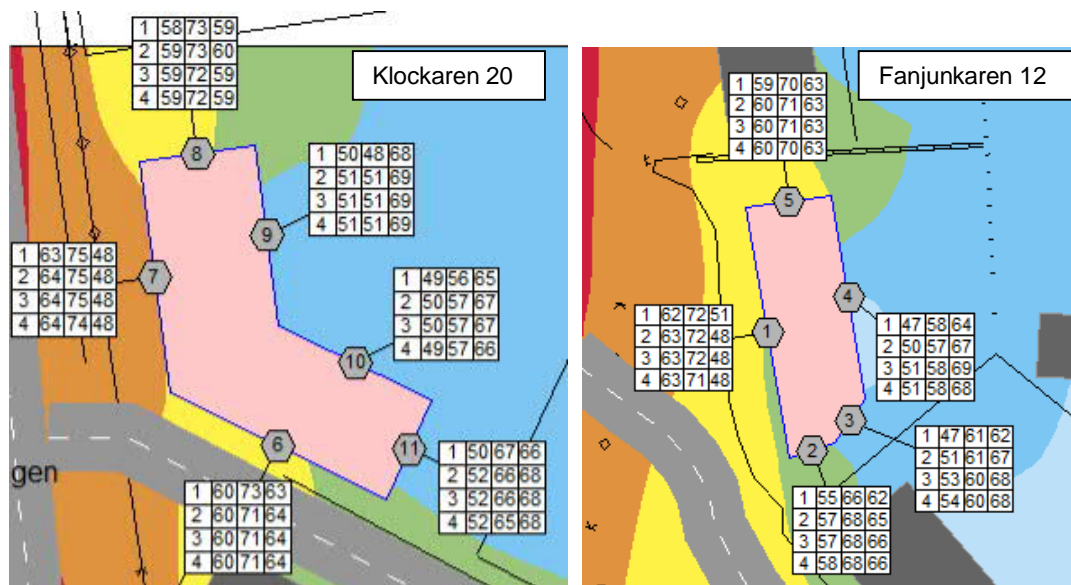 Klockaren 20
1 58 73 59
2 59 73 60
3 59 72 59
4 59 72 59
8
1 50 48 68
2 51 51 69
3 51 51 69
4 51 51 69
9
1 63 75 48
2 64 75 48
3 64 75 48
4 64 74 48
7
1 49 56 65
2 50 57 67
3 50 57 67
4 49 57 66
10
6
11
1 50 67 66
2 52 66 68
3 52 66 68
4 52 65 68
gen
1 60 73 63
2 60 71 64
3 60 71 64
4 60 71 64
Fanjunkaren 12
1 59 70 63
2 60 71 63
3 60 71 63
4 60 70 63
5
4
1 62 72 51
2 63 72 48
3 63 72 48
4 63 71 48
1
1 47 58 64
2 50 57 67
3 51 58 69
4 51 58 68
3
2
1 47 61 62
2 51 61 67
3 53 60 68
4 54 60 68
1 55 66 62
2 57 68 65
3 57 68 66
4 58 68 66